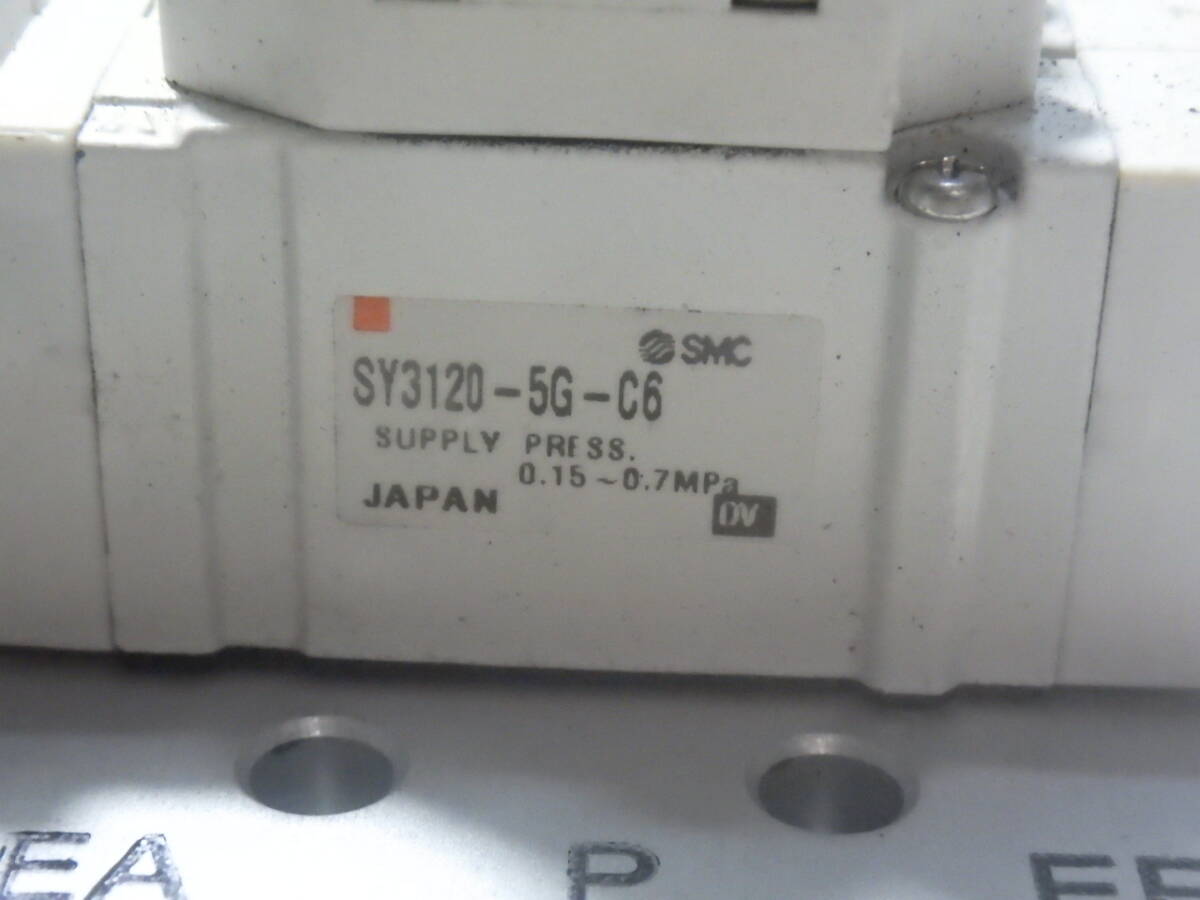 SMC
SY3120-5G-C6
SUPPLY PRESS.
0.15~0.7MPa
JAPAN
DV
EA P